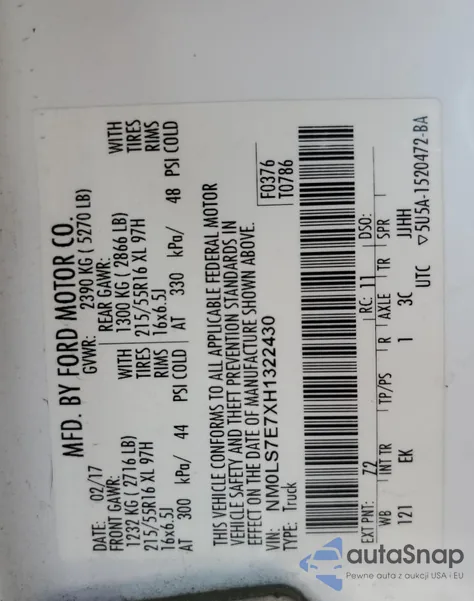 MFD. BY FORD MOTOR CO.
DATE: 02/17 GVWR: 2390 KG ( 5270 LB)
FRONT GAWR: REAR GAWR:
1232 KG ( 2716 LB) WITH 1300 KG ( 2866 LB) WITH
215/55R16 XL 97H TIRES 215/55R16 XL 97H TIRES
16x6.5J RIMS 16x6.5J RIMS
AT 300 kPa/ 44 PSI COLD AT 330 kPa/ 48 PSI COLD
THIS VEHICLE CONFORMS TO ALL APPLICABLE FEDERAL MOTOR
VEHICLE SAFETY AND THEFT PREVENTION STANDARDS IN
EFFECT ON THE DATE OF MANUFACTURE SHOWN ABOVE.
VIN: NM0LS7E7XH1322430 F0376
TYPE: Truck T0786
EXT PNT: Z2 RC: 11 DSO:
WB INT TR TP/PS R AXLE TR SPR
121 EK 1 3C JJHH
UTC ▽5U5A-1520472-BA
autaSnap
Pewne auta z aukcji USA - EU